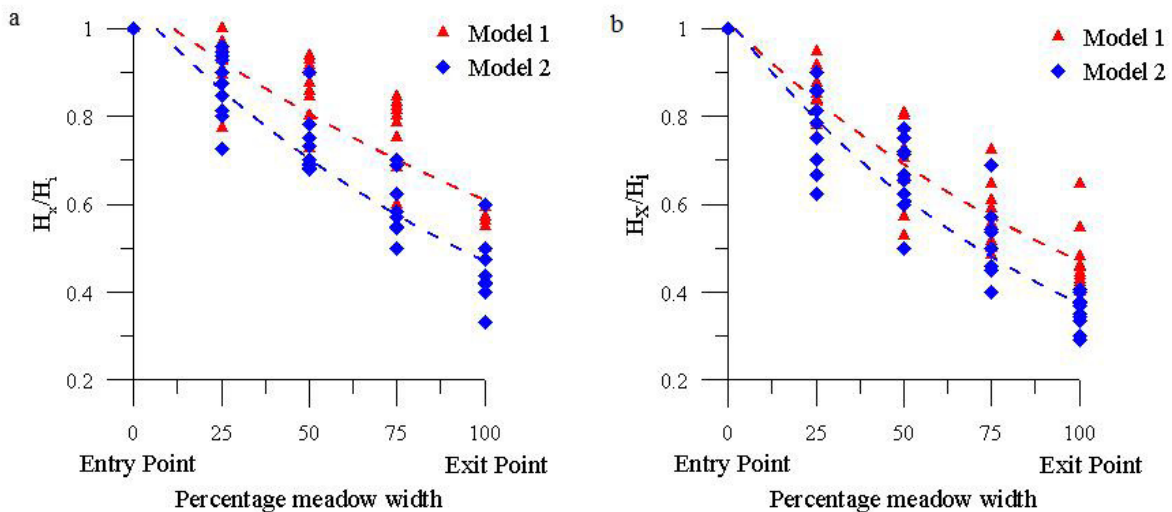 a
1
0.8
0.6
0.4
0.2
Hₓ/Hᵢ
Model 1
Model 2
0 25 50 75 100
Entry Point Exit Point
Percentage meadow width
b
1
0.8
0.6
0.4
0.2
Hₓ/Hi
Model 1
Model 2
0 25 50 75 100
Entry Point Exit Point
Percentage meadow width